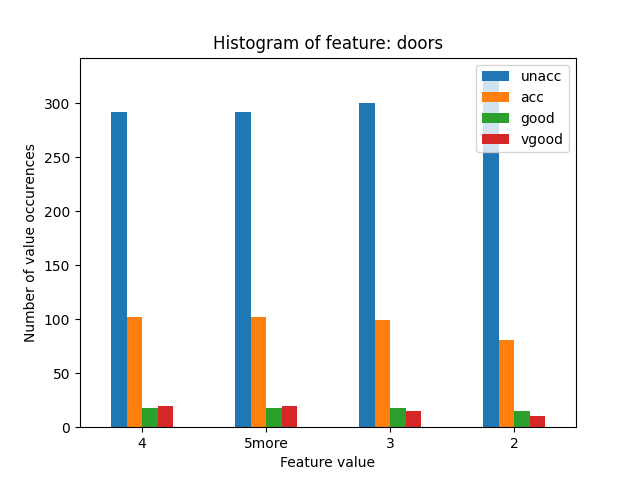 Histogram of feature: doors
unacc
acc
good
vgood
300
250
200
150
100
50
0
Number of value occurences
4 5more 3 2
Feature value